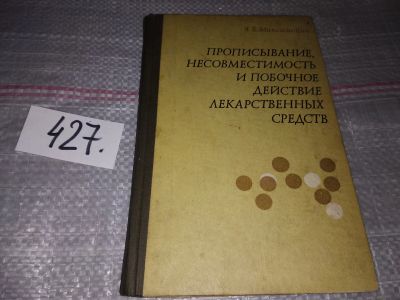 ПРОПИСЫВАНИЕ,
НЕСОВМЕСТИМОСТЬ
И ПОБОЧНОЕ
ДЕЙСТВИЕ
ЛЕКАРСТВЕННЫХ
СРЕДСТВ
427.